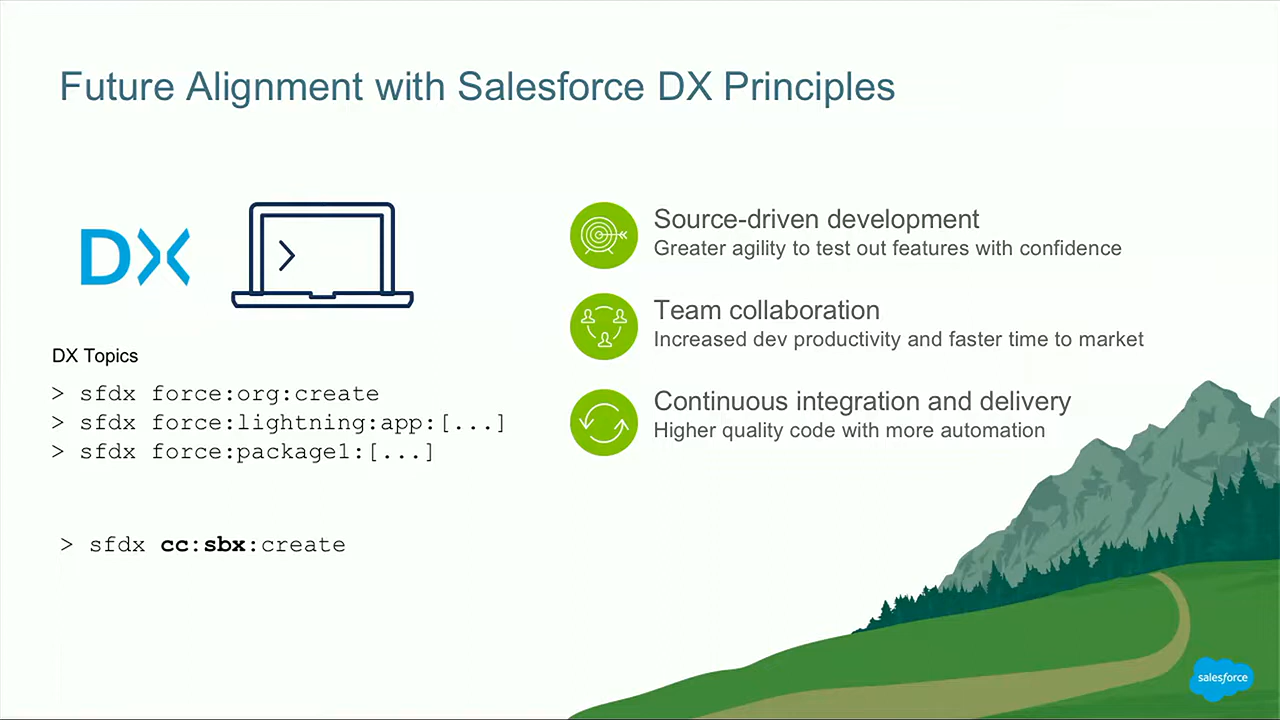 Future Alignment with Salesforce DX Principles
DX
DX Topics
> sfdx force:org:create
> sfdx force:lightning:app:[...]
> sfdx force:package1:[...]
> sfdx cc:sbx:create
Source-driven development
Greater agility to test out features with confidence
Team collaboration
Increased dev productivity and faster time to market
Continuous integration and delivery
Higher quality code with more automation
salesforce